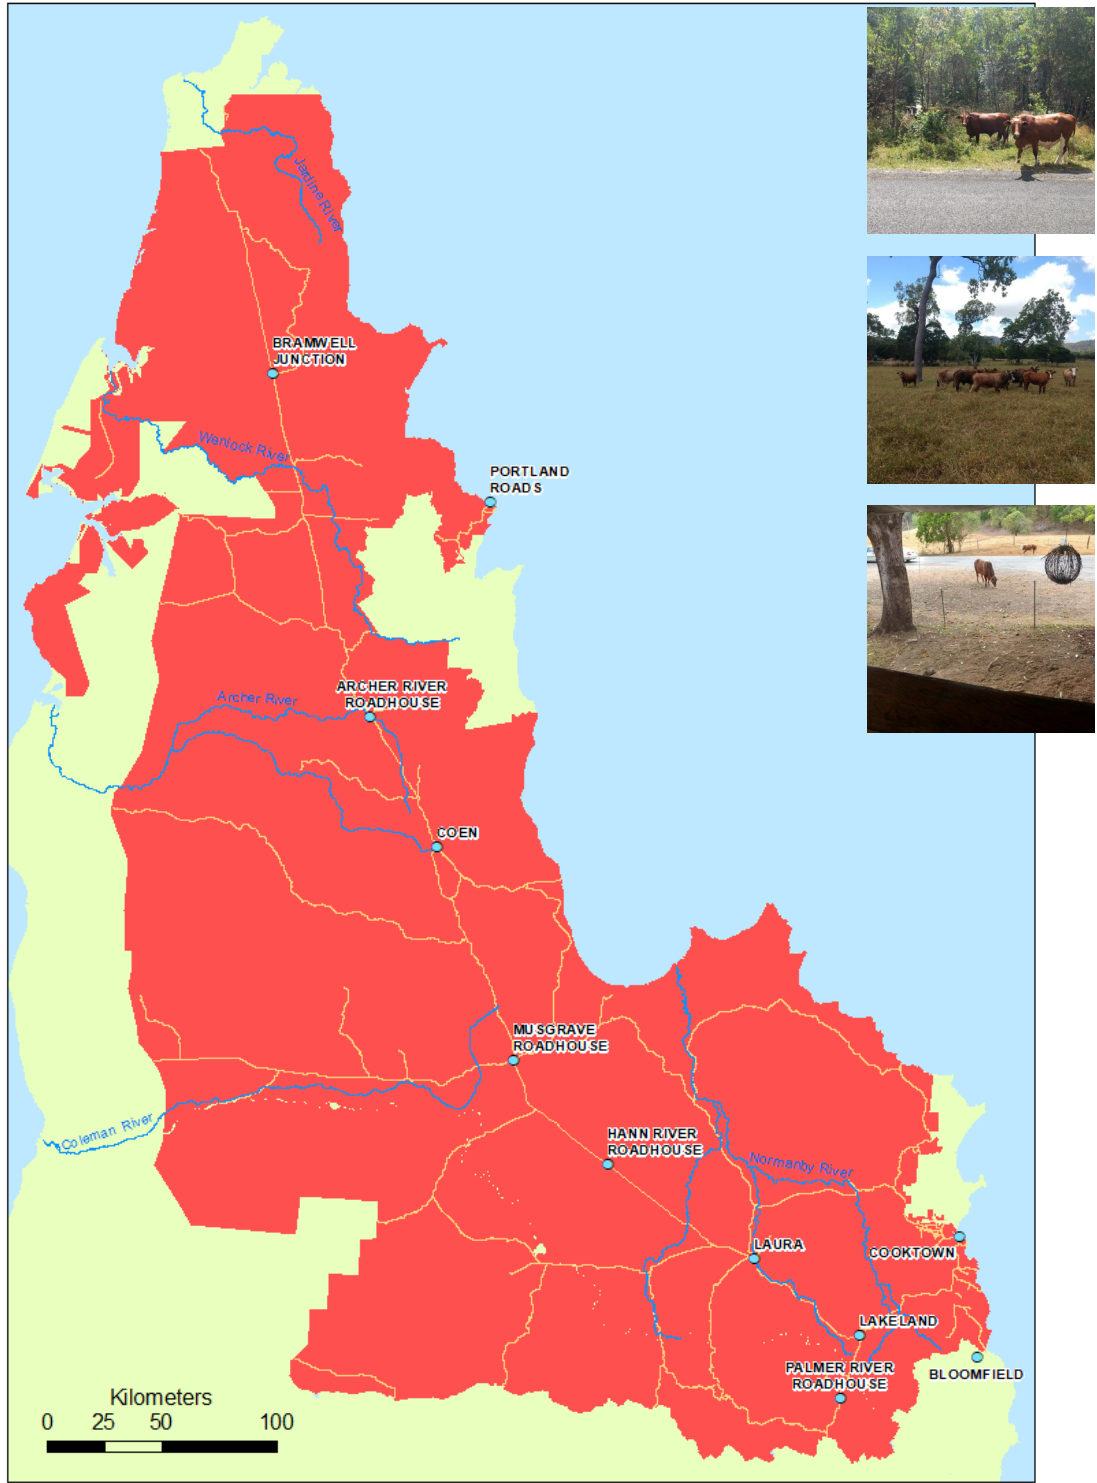 Jardine River
BRAMWELL
JUNCTION
Wenlock River
PORTLAND
ROADS
ARCHER RIVER
ROADHOUSE
Archer River
COEN
MUSGRAVE
ROADHOUSE
Coleman River
HANN RIVER
ROADHOUSE
Normanby River
LAURA
COOKTOWN
LAKELAND
PALMER RIVER
ROADHOUSE
BLOOMFIELD
Kilometers
0 25 50 100